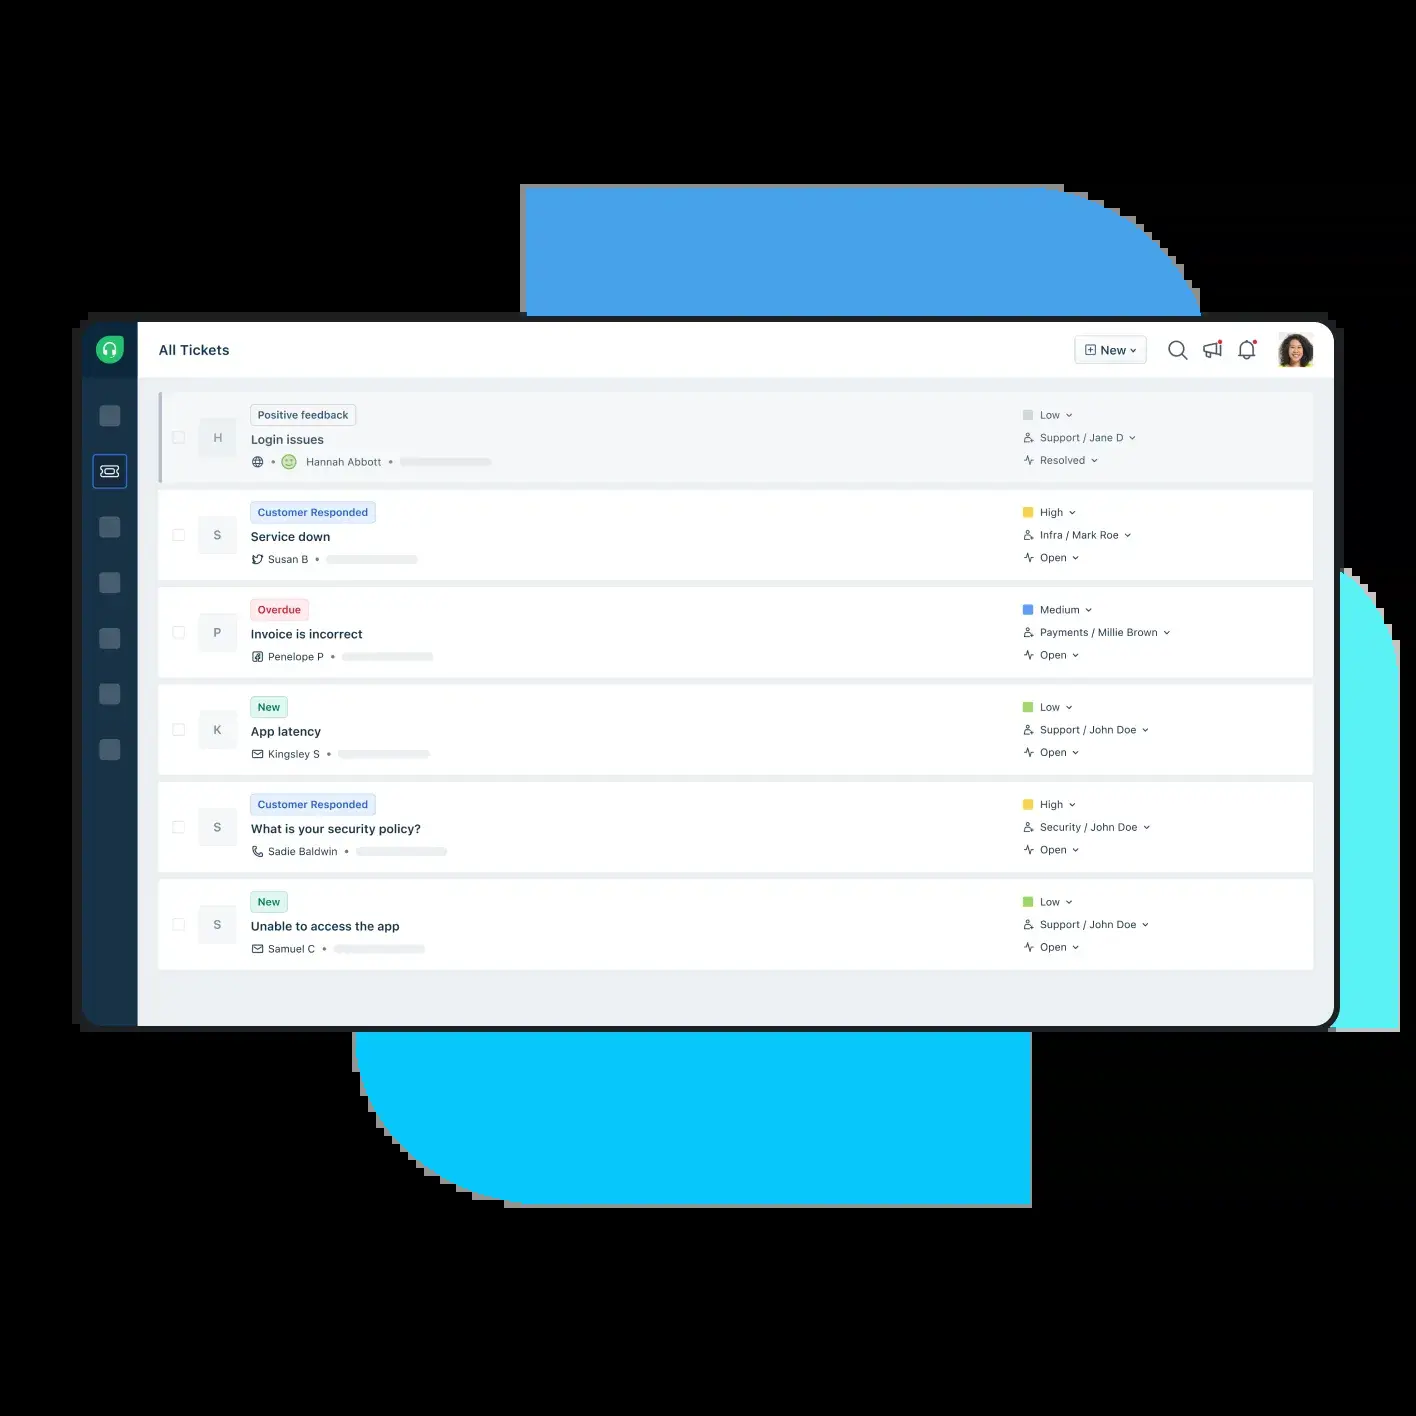 All Tickets
New
H
Positive feedback
Login issues
Hannah Abbott
Low
Support / Jane D
Resolved
S
Customer Responded
Service down
Susan B
High
Infra / Mark Roe
Open
P
Overdue
Invoice is incorrect
Penelope P
Medium
Payments / Millie Brown
Open
K
New
App latency
Kingsley S
Low
Support / John Doe
Open
S
Customer Responded
What is your security policy?
Sadie Baldwin
High
Security / John Doe
Open
S
New
Unable to access the app
Samuel C
Low
Support / John Doe
Open